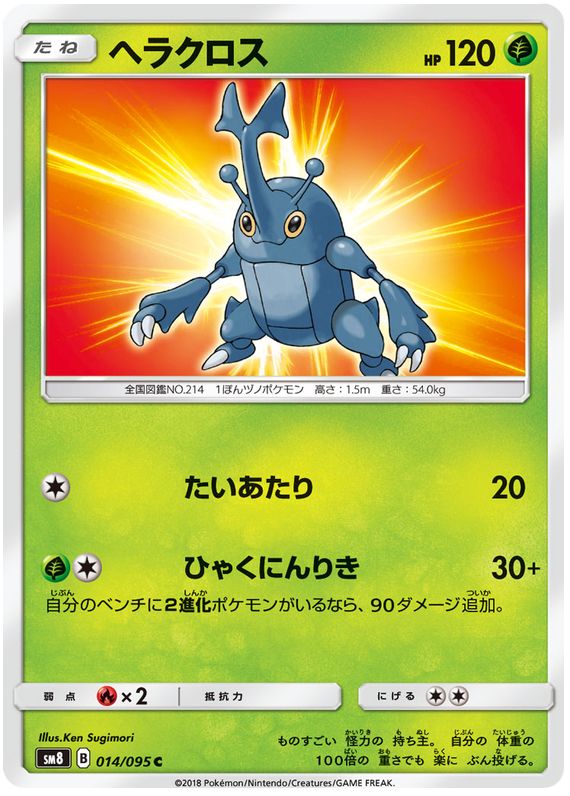 たね ヘラクロス HP 120
全国図鑑NO.214 1ぽんヅノポケモン 高さ：1.5m 重さ：54.0kg
たいあたり 20
ひゃくにんりき 30+
自分のベンチに2進化ポケモンがいるなら、90ダメージ追加。
弱点 ×2 抵抗力 にげる
Illus.Ken Sugimori
SM8 B 014/095 C
ものすごい 怪力の 持ち主。 自分の 体重の
100倍の 重さでも 楽に ぶん投げる。
©2018 Pokémon/Nintendo/Creatures/GAME FREAK.